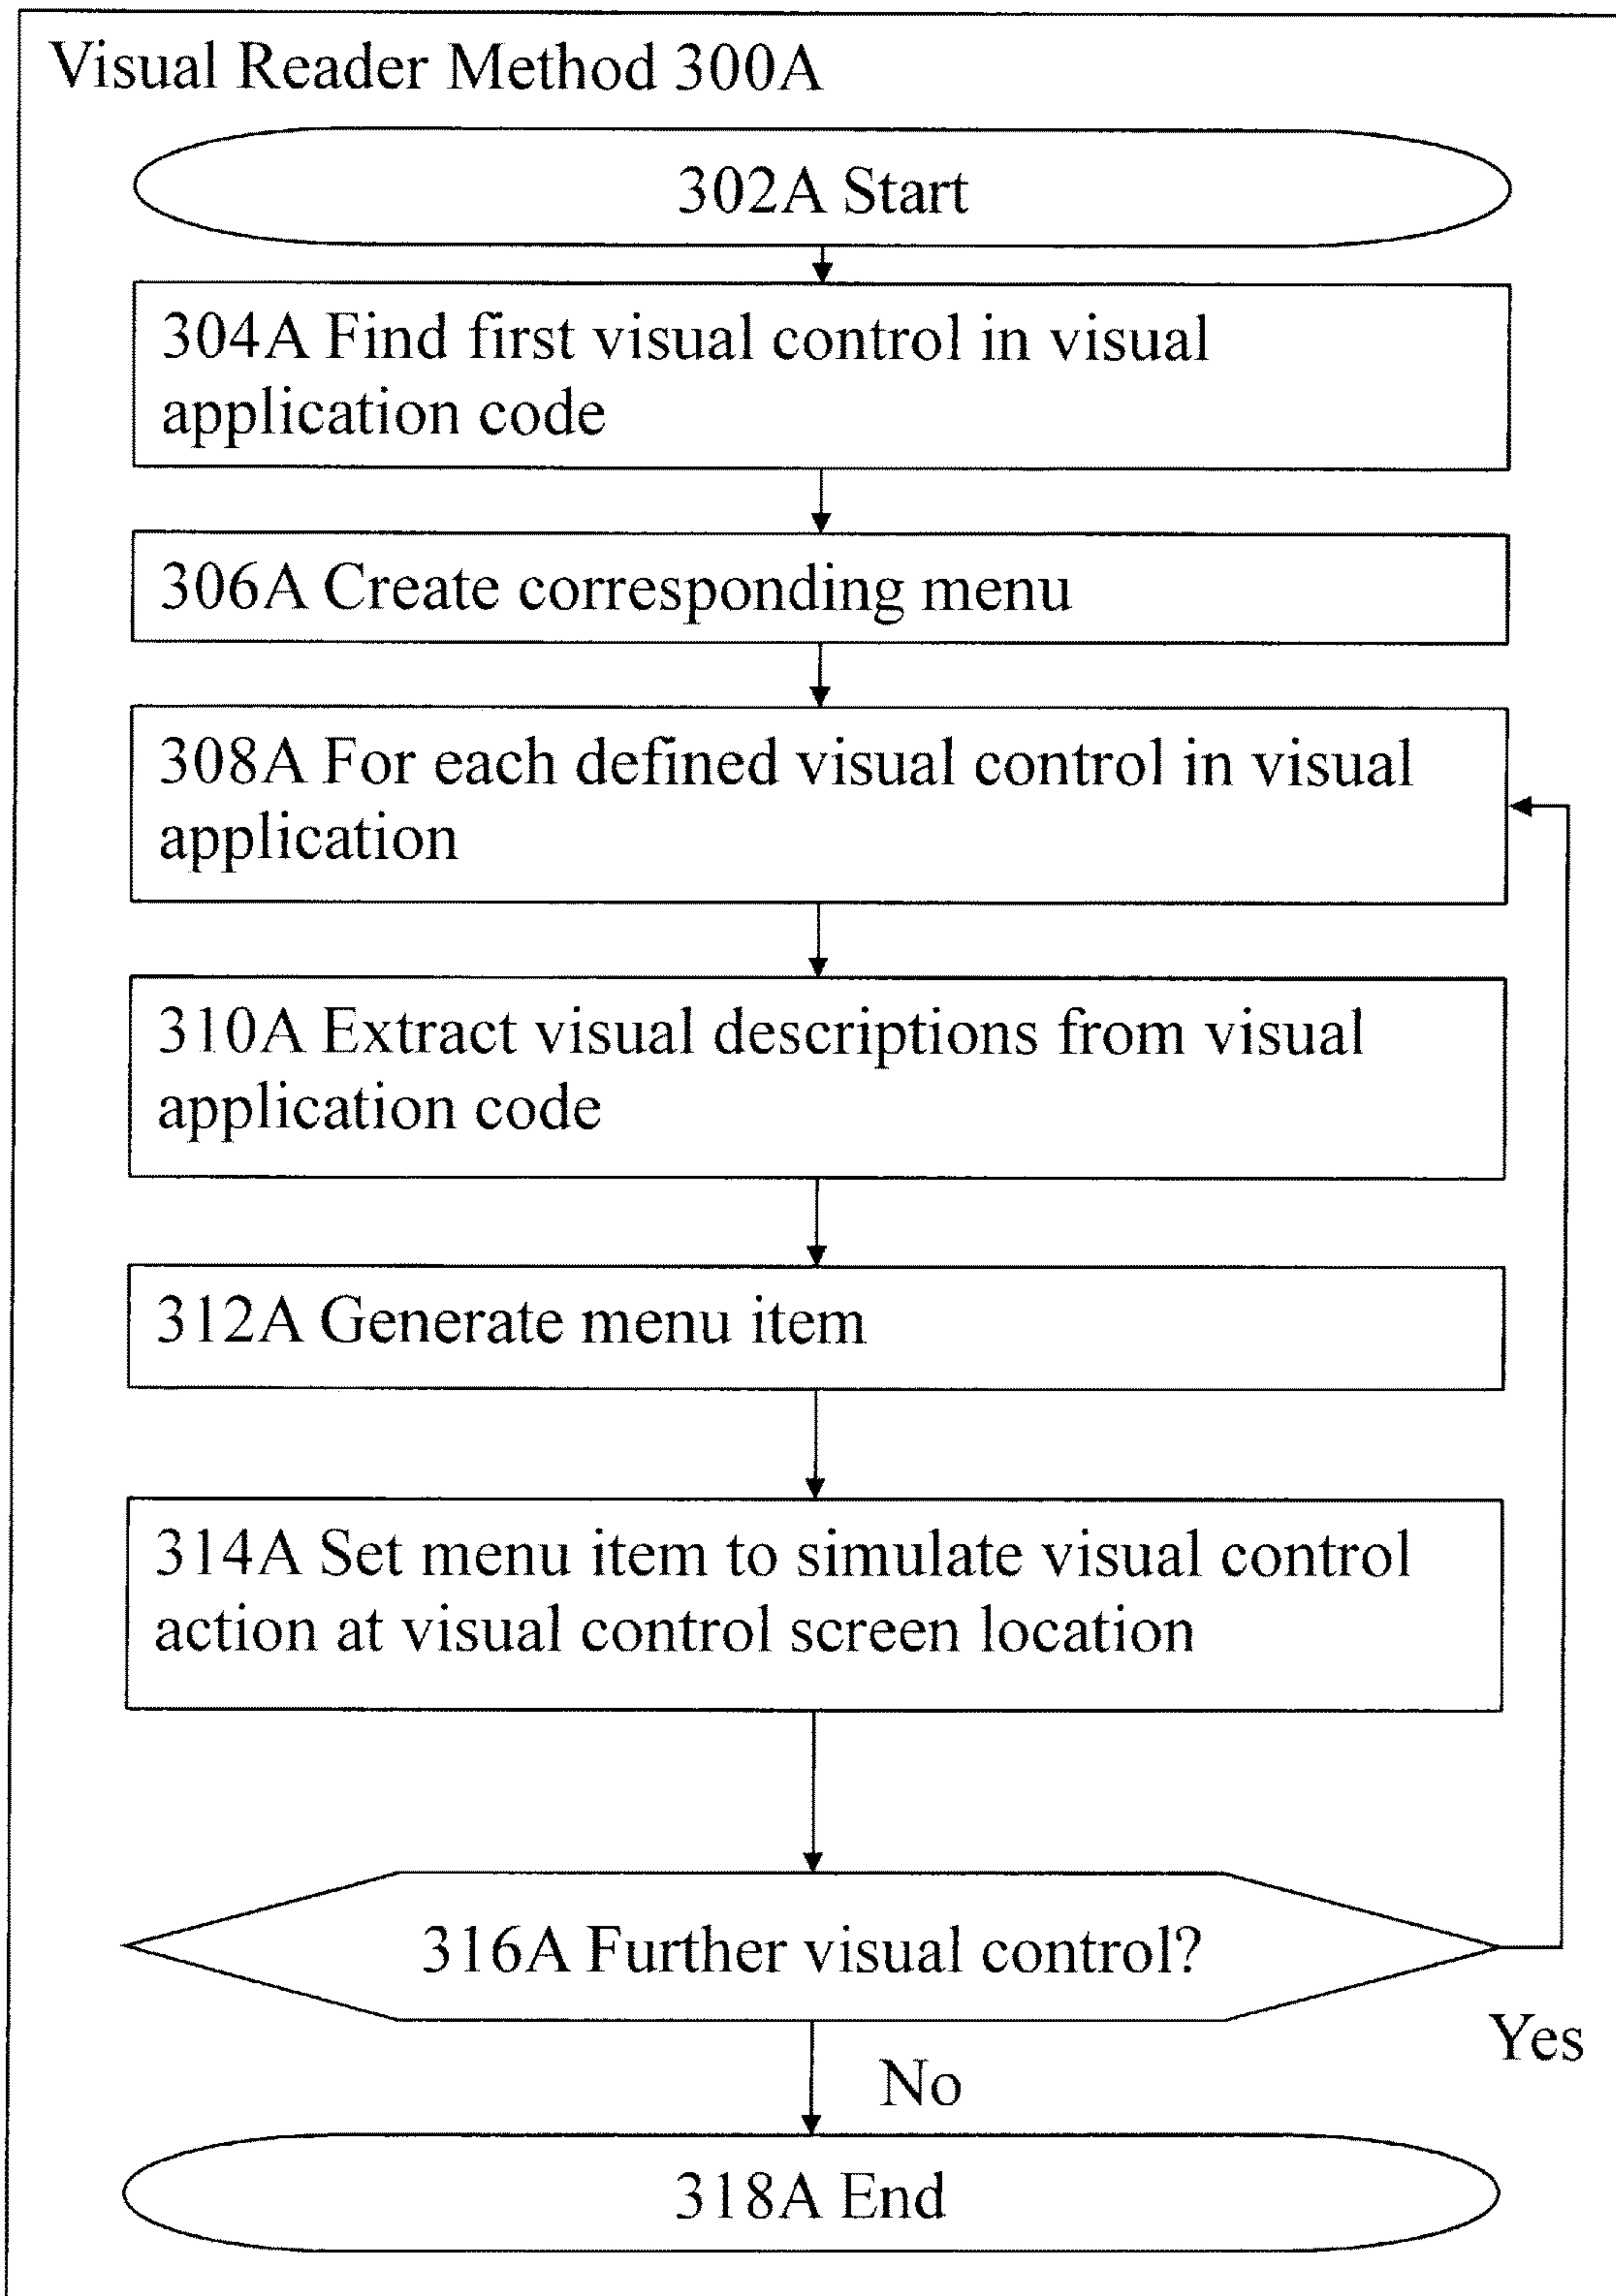 Visual Reader Method 300A
302A Start
304A Find first visual control in visual
application code
306A Create corresponding menu
308A For each defined visual control in visual
application
310A Extract visual descriptions from visual
application code
312A Generate menu item
314A Set menu item to simulate visual control
action at visual control screen location
316A Further visual control?
Yes
No
318A End